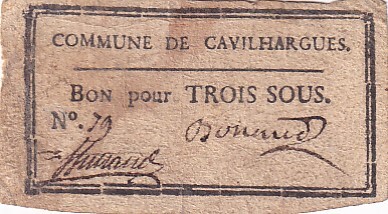 COMMUNE DE CAVILHARGUES.
BON pour TROIS SOUS.
N°. 79